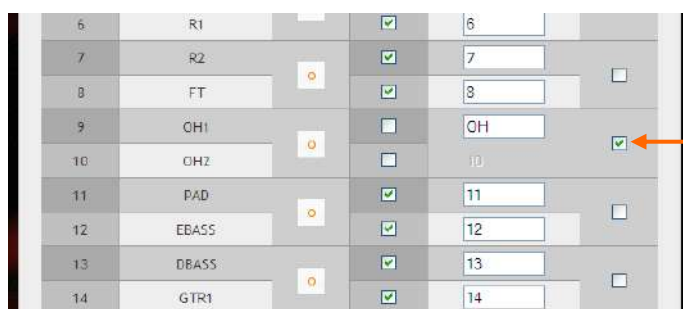 6 R1 6
7 R2 7
o
8 FT 8
9 OH1 OH
o
10 OH2 10
11 PAD 11
o
12 EBASS 12
13 DBASS 13
o
14 GTR1 14